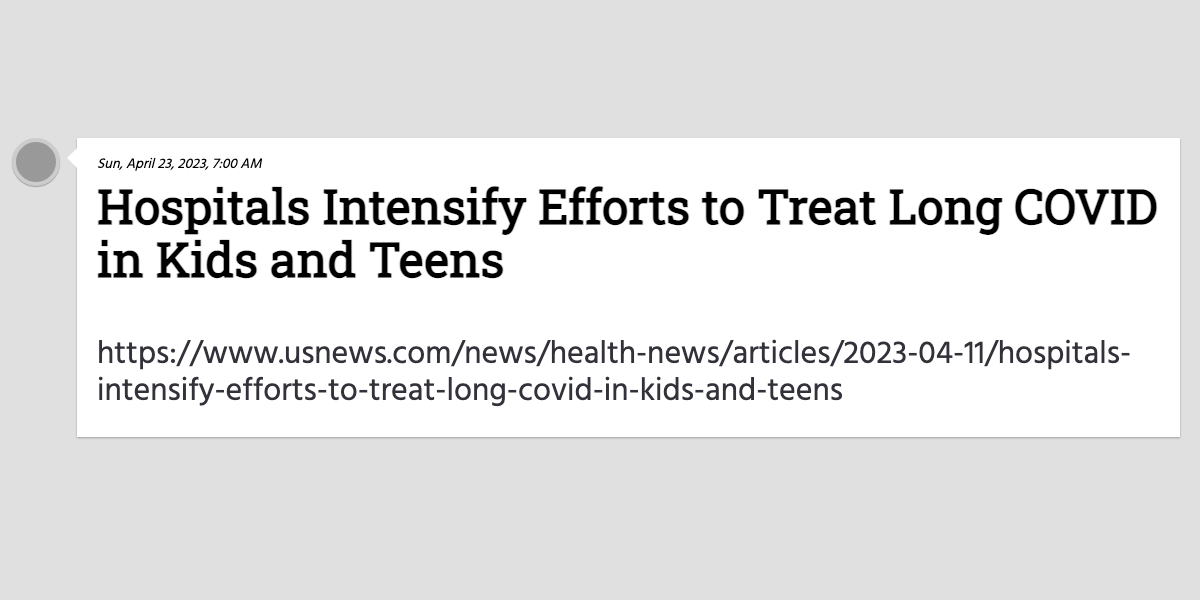 Sun, April 23, 2023, 7:00 AM
Hospitals Intensify Efforts to Treat Long COVID
in Kids and Teens
https://www.usnews.com/news/health-news/articles/2023-04-11/hospitals-
intensify-efforts-to-treat-long-covid-in-kids-and-teens